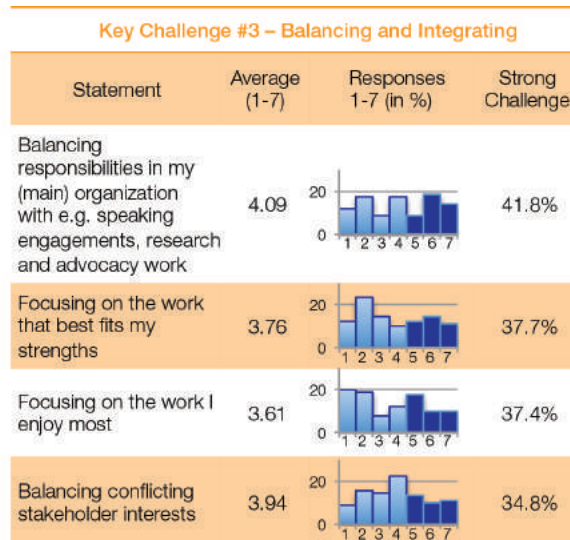 Key Challenge #3 – Balancing and Integrating
Statement
Average
(1-7)
Responses
1-7 (in %)
Strong
Challenge
Balancing
responsibilities in my
(main) organization
with e.g. speaking
engagements, research
and advocacy work
4.09
20
0
1 2 3 4 5 6 7
41.8%
Focusing on the work
that best fits my
strengths
3.76
20
0
1 2 3 4 5 6 7
37.7%
Focusing on the work I
enjoy most
3.61
20
0
1 2 3 4 5 6 7
37.4%
Balancing conflicting
stakeholder interests
3.94
20
0
1 2 3 4 5 6 7
34.8%